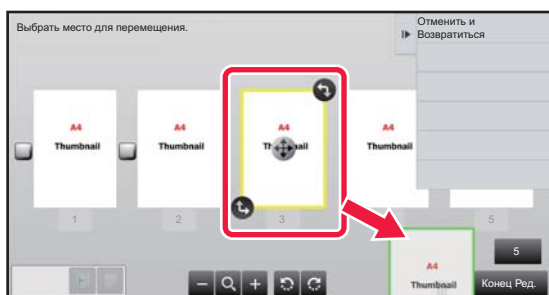 Выбрать место для перемещения.
Отменить и
Возвратиться
A4
Thumbnail
A4
Thumbnail
A4
A4
Thumbnail
1
2
3
5
5
A4
Thumbnail
Конец Ред.